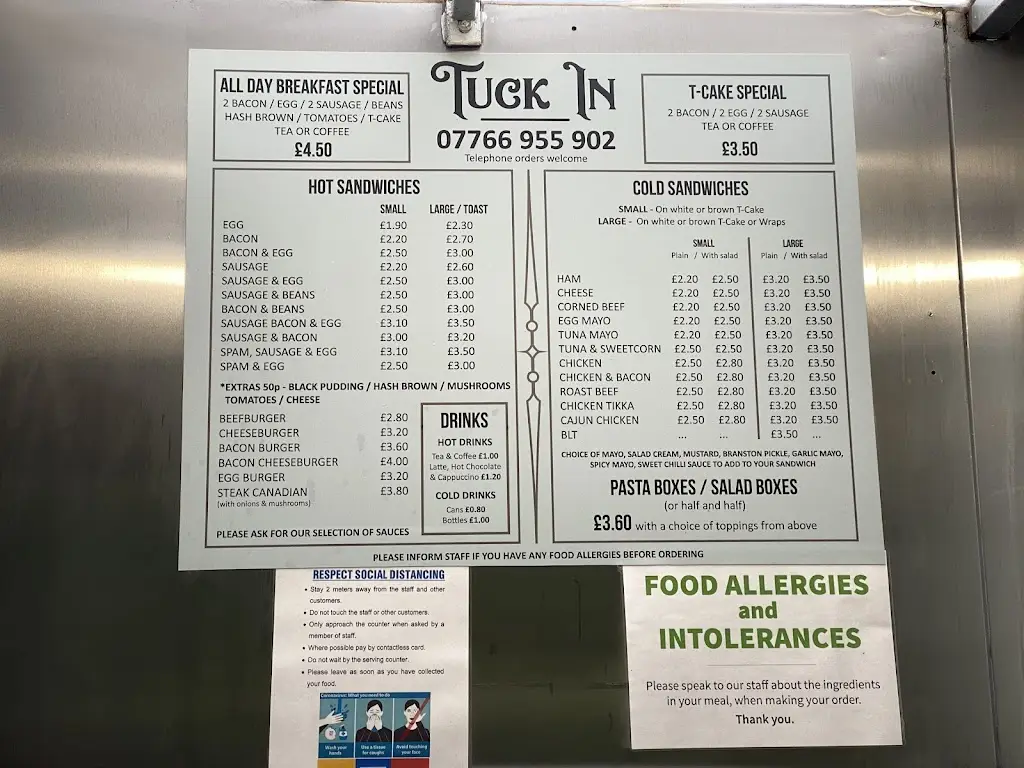 ALL DAY BREAKFAST SPECIAL
2 BACON / EGG / 2 SAUSAGE / BEANS
HASH BROWN / TOMATOES / T-CAKE
TEA OR COFFEE
£4.50
TUCK IN
07766 955 902
Telephone orders welcome
T-CAKE SPECIAL
2 BACON / 2 EGG / 2 SAUSAGE
TEA OR COFFEE
£3.50
HOT SANDWICHES
SMALL LARGE / TOAST
EGG £1.90 £2.30
BACON £2.20 £2.70
BACON & EGG £2.50 £3.00
SAUSAGE £2.20 £2.60
SAUSAGE & EGG £2.50 £3.00
SAUSAGE & BEANS £2.50 £3.00
BACON & BEANS £2.50 £3.00
SAUSAGE BACON & EGG £3.10 £3.50
SAUSAGE & BACON £3.00 £3.20
SPAM, SAUSAGE & EGG £3.10 £3.50
SPAM & EGG £2.50 £3.00
*EXTRAS 50p - BLACK PUDDING / HASH BROWN / MUSHROOMS
TOMATOES / CHEESE
BEEFBURGER £2.80
CHEESEBURGER £3.20
BACON BURGER £3.60
BACON CHEESEBURGER £4.00
EGG BURGER £3.20
STEAK CANADIAN £3.80
(with onions & mushrooms)
PLEASE ASK FOR OUR SELECTION OF SAUCES
DRINKS
HOT DRINKS
Tea & Coffee £1.00
Latte, Hot Chocolate
& Cappuccino £1.20
COLD DRINKS
Cans £0.80
Bottles £1.00
COLD SANDWICHES
SMALL - On white or brown T-Cake
LARGE - On white or brown T-Cake or Wraps
SMALL LARGE
Plain / With salad Plain / With salad
HAM £2.20 £2.50 £3.20 £3.50
CHEESE £2.20 £2.50 £3.20 £3.50
CORNED BEEF £2.20 £2.50 £3.20 £3.50
EGG MAYO £2.20 £2.50 £3.20 £3.50
TUNA MAYO £2.20 £2.50 £3.20 £3.50
TUNA & SWEETCORN £2.50 £2.50 £3.20 £3.50
CHICKEN £2.50 £2.80 £3.20 £3.50
CHICKEN & BACON £2.50 £2.80 £3.20 £3.50
ROAST BEEF £2.50 £2.80 £3.20 £3.50
CHICKEN TIKKA £2.50 £2.80 £3.20 £3.50
CAJUN CHICKEN £2.50 £2.80 £3.20 £3.50
BLT ... ... £3.50 ...
CHOICE OF MAYO, SALAD CREAM, MUSTARD, BRANSTON PICKLE, GARLIC MAYO,
SPICY MAYO, SWEET CHILLI SAUCE TO ADD TO YOUR SANDWICH
PASTA BOXES / SALAD BOXES
(or half and half)
£3.60 with a choice of toppings from above
PLEASE INFORM STAFF IF YOU HAVE ANY FOOD ALLERGIES BEFORE ORDERING
RESPECT SOCIAL DISTANCING
• Stay 2 meters away from the staff and other
customers.
• Do not touch the staff or other customers.
• Only approach the counter when asked by a
member of staff.
• Where possible pay by contactless card.
• Do not wait by the serving counter.
• Please leave as soon as you have collected
your food.
Coronavirus: What you need to do
Wash your
hands
Use a tissue
for coughs
Avoid touching
your face
FOOD ALLERGIES
and
INTOLERANCES
Please speak to our staff about the ingredients
in your meal, when making your order.
Thank you.